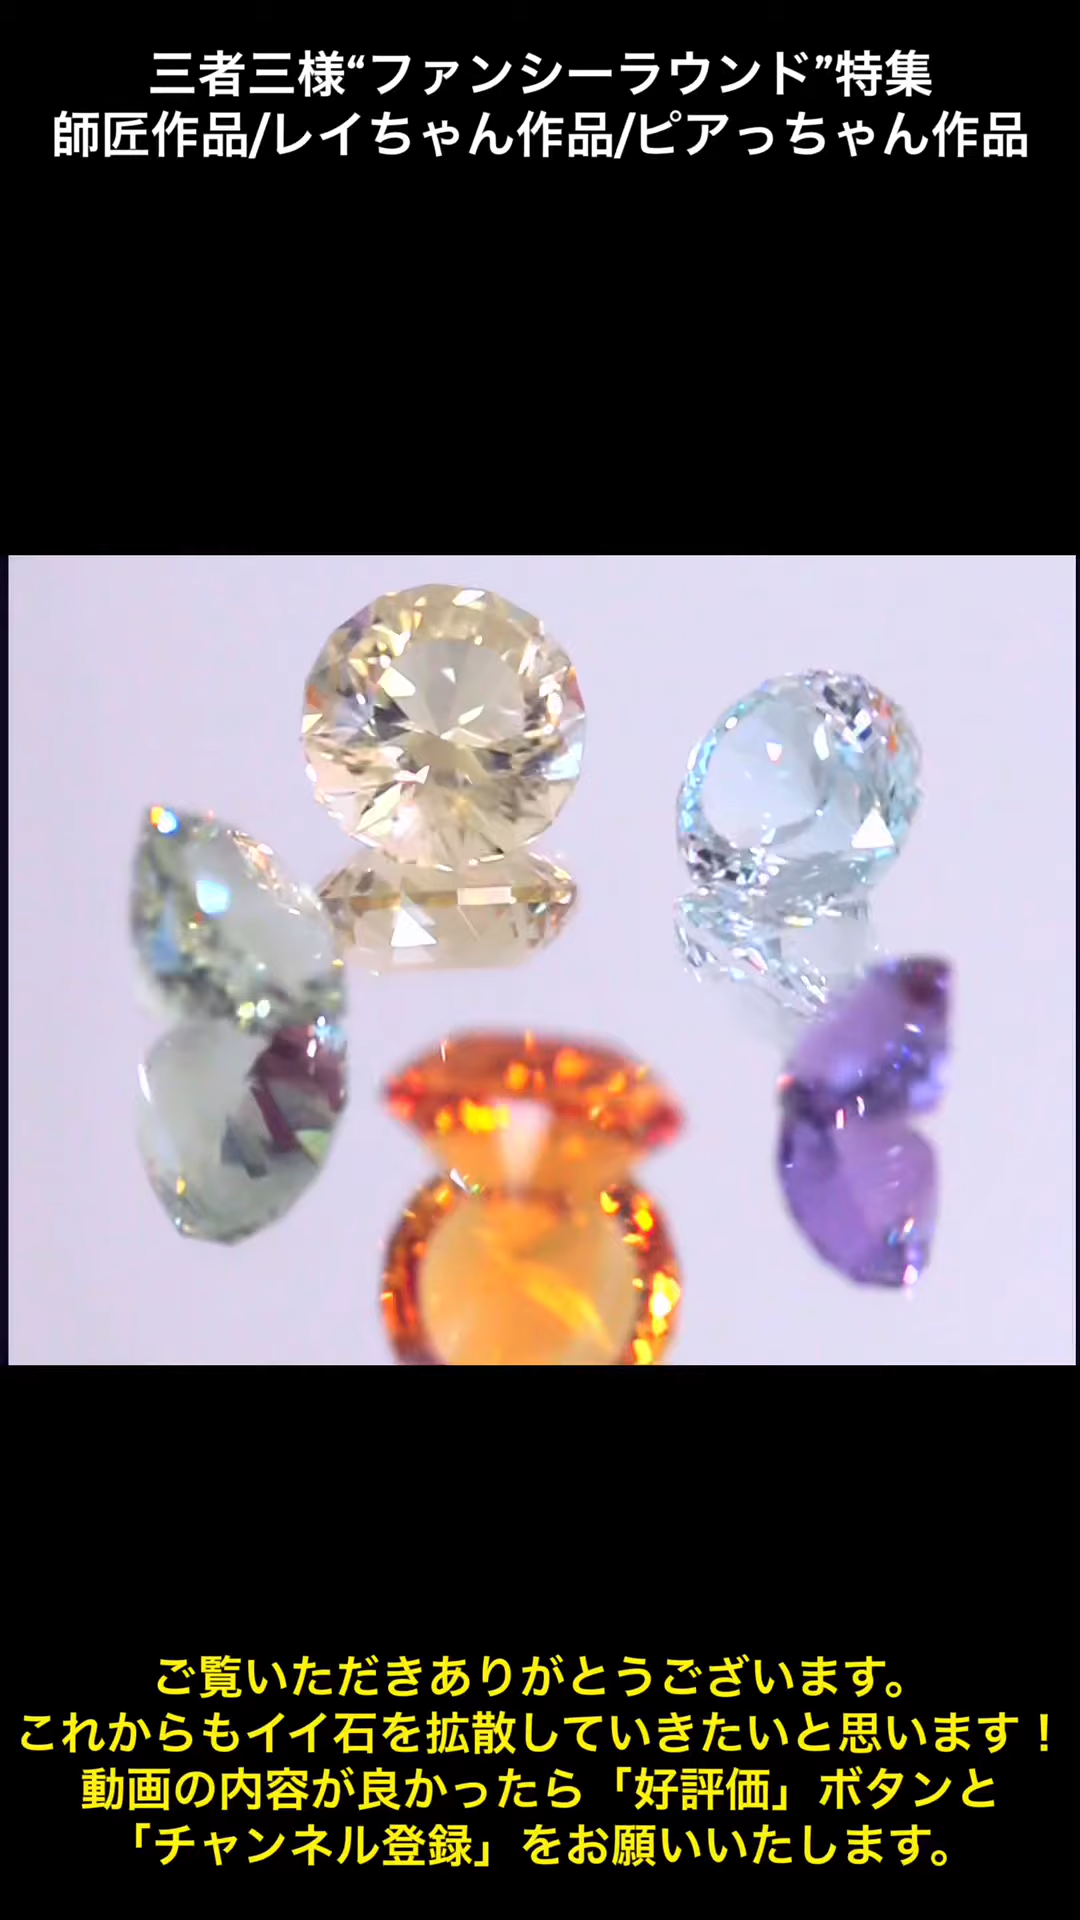 三者三様“ファンシーラウンド”特集
師匠作品/レイちゃん作品/ピアっちゃん作品
ご覧いただきありがとうございます。
これからもイイ石を拡散していきたいと思います！
動画の内容が良かったら「好評価」ボタンと
「チャンネル登録」をお願いいたします。